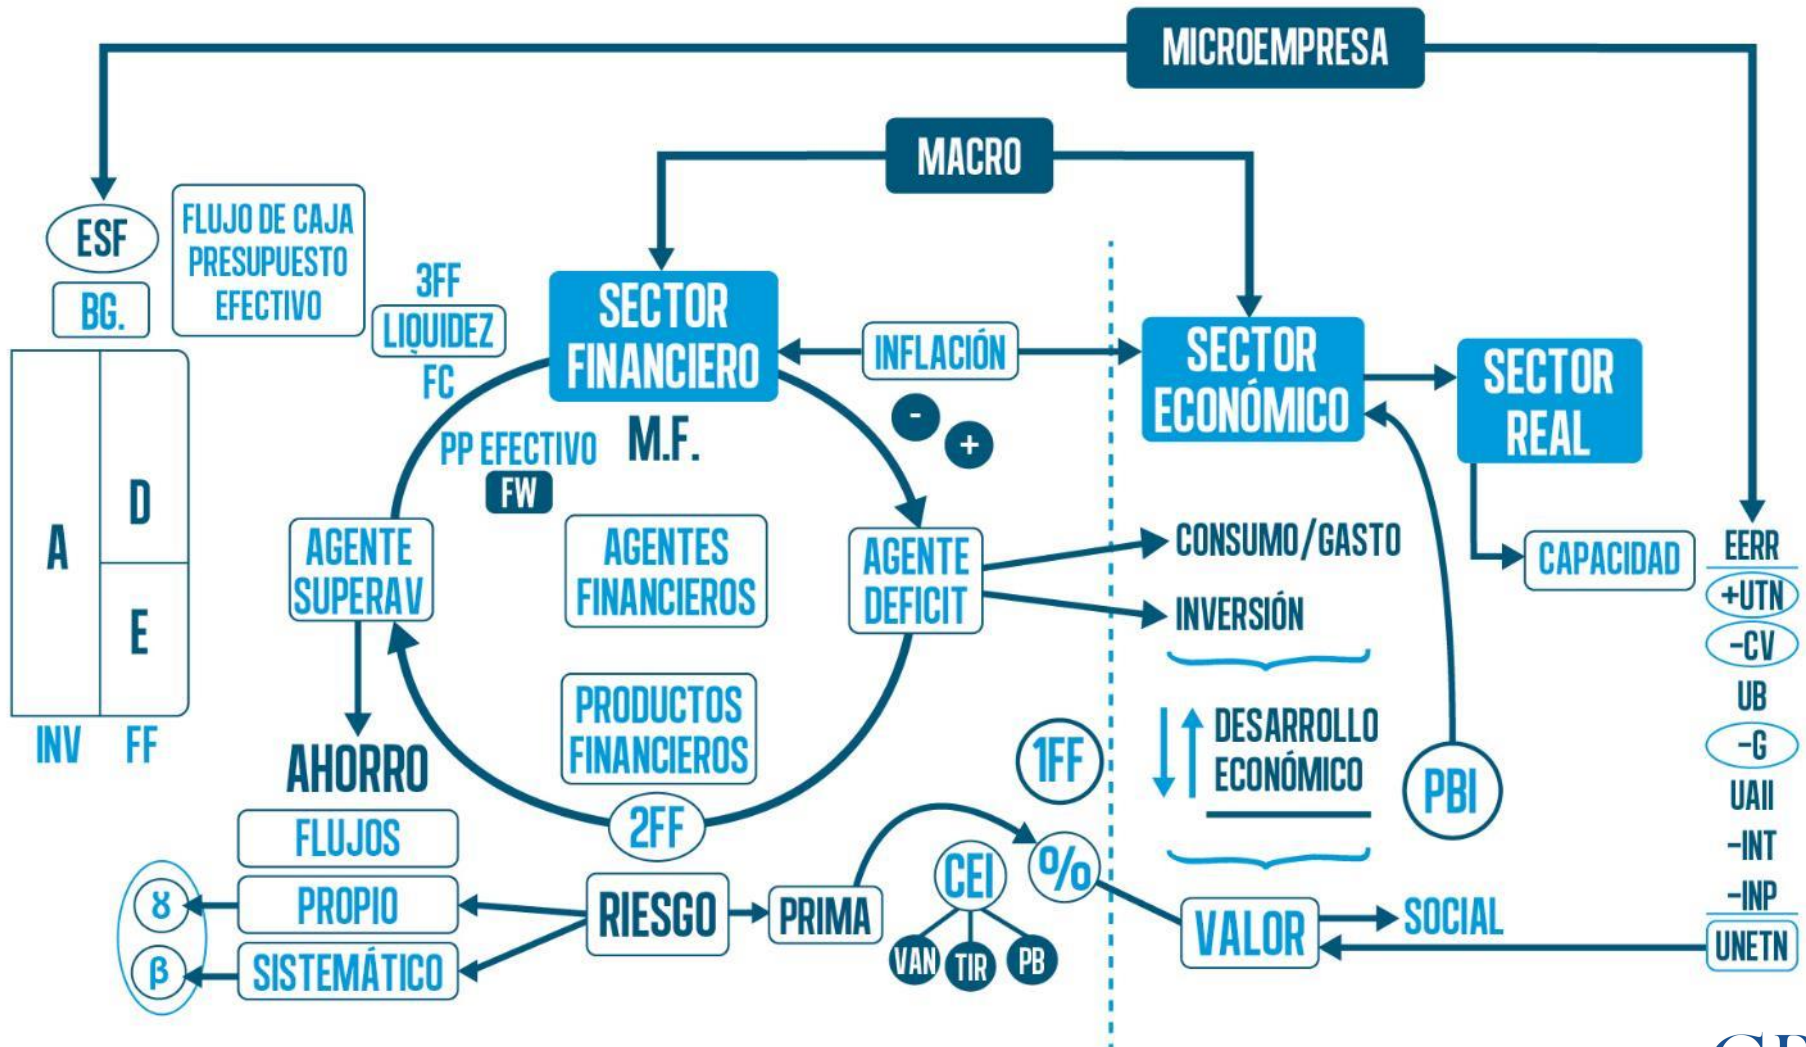 MICROEMPRESA
MACRO
ESF
BG.
FLUJO DE CAJA
PRESUPUESTO
EFECTIVO
3FF
LIQUIDEZ
FC
SECTOR
FINANCIERO
M.F.
INFLACIÓN
-
+
SECTOR
ECONÓMICO
SECTOR
REAL
PP EFECTIVO
FW
A
D
E
INV
FF
AGENTE
SUPERAV
AGENTES
FINANCIEROS
AGENTE
DEFICIT
CONSUMO/GASTO
INVERSIÓN
CAPACIDAD
EERR
+UTN
-CV
UB
-G
UAII
-INT
-INP
UNETN
PRODUCTOS
FINANCIEROS
AHORRO
2FF
1FF
DESARROLLO
ECONÓMICO
PBI
FLUJOS
PROPIO
SISTEMÁTICO
β
RIESGO
PRIMA
CEI
%
VAN
TIR
PB
VALOR
SOCIAL